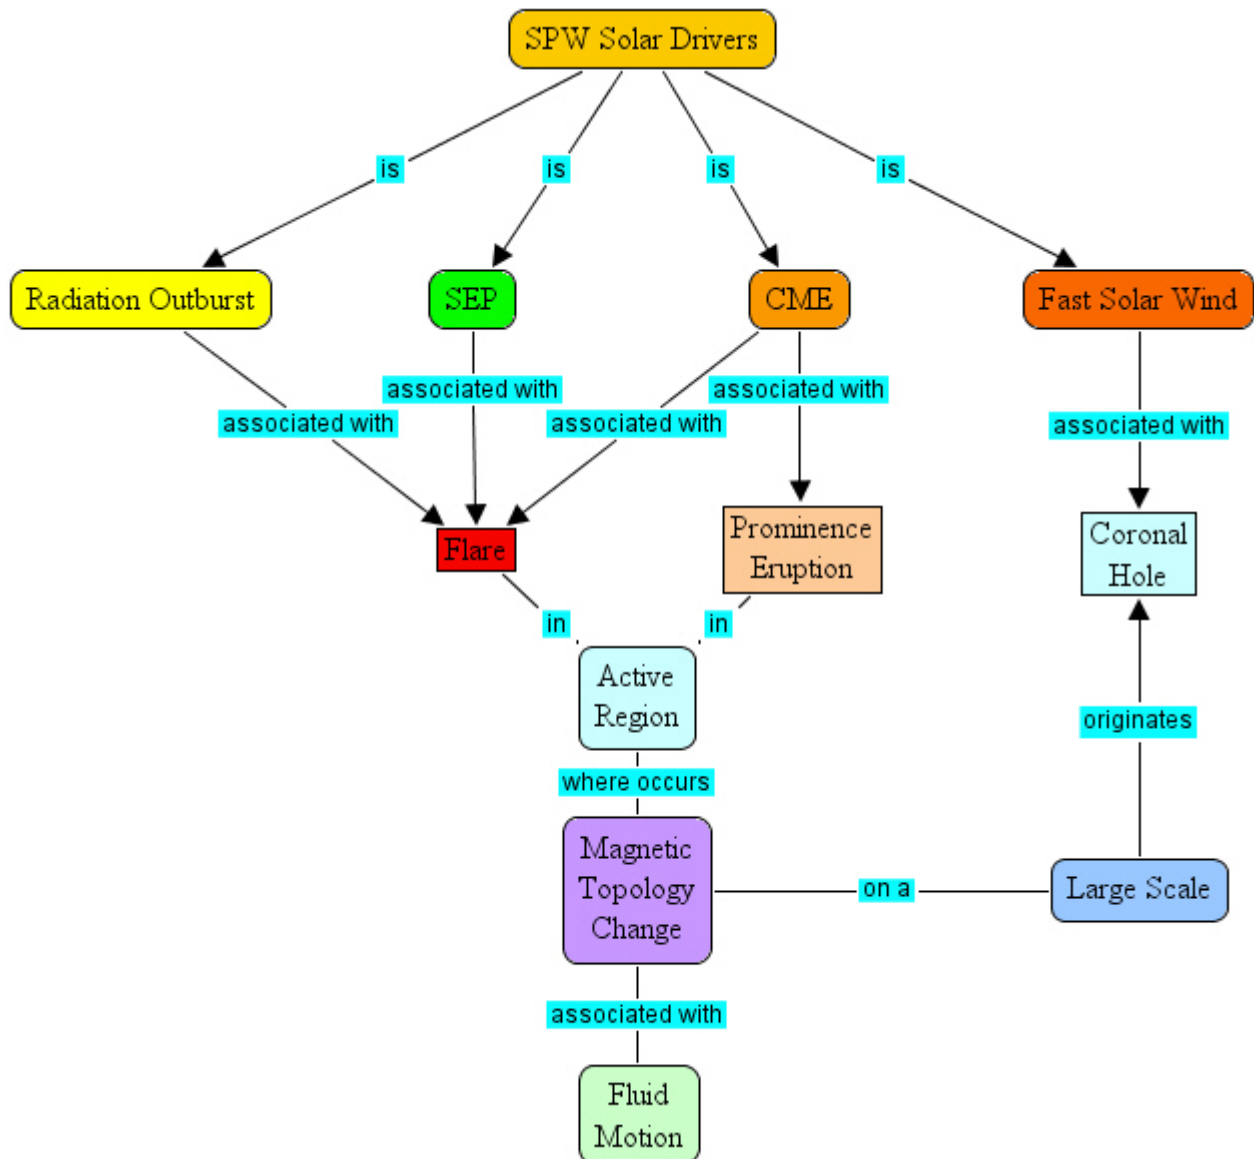 SPW Solar Drivers
is
is
is
is
Radiation Outburst
SEP
CME
Fast Solar Wind
associated with
associated with
associated with
associated with
associated with
Flare
Prominence
Eruption
Coronal
Hole
in
in
Active
Region
originates
where occurs
Magnetic
Topology
Change
on a
Large Scale
associated with
Fluid
Motion